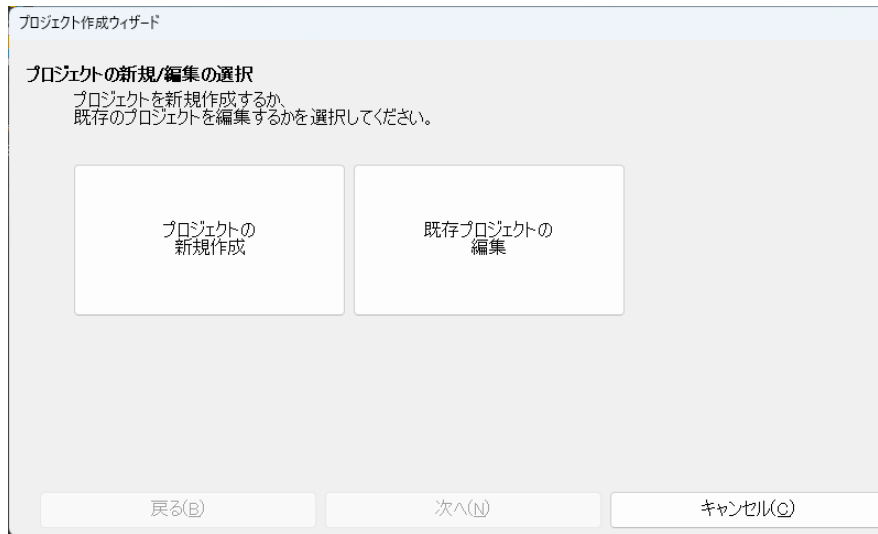 プロジェクト作成ウィザード
プロジェクトの新規/編集の選択
プロジェクトを新規作成するか、
既存のプロジェクトを編集するかを選択してください。
プロジェクトの
新規作成
既存プロジェクトの
編集
戻る(B)
次へ(N)
キャンセル(C)